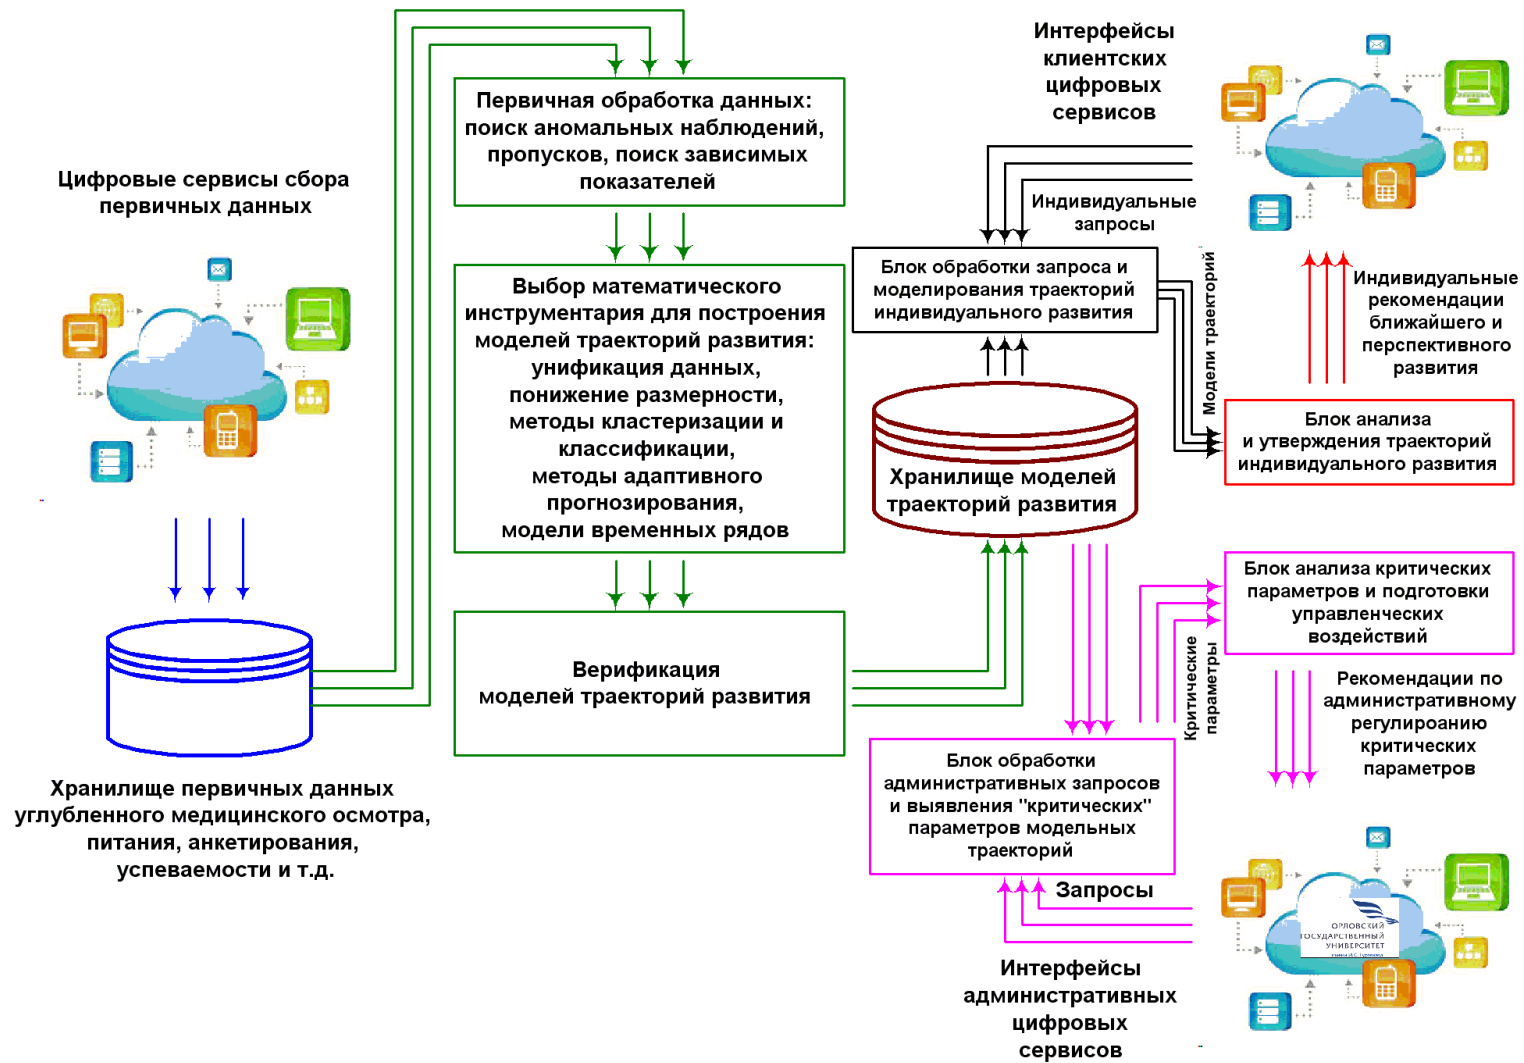 Цифровые сервисы сбора
первичных данных
Хранилище первичных данных
углубленного медицинского осмотра,
питания, анкетирования,
успеваемости и т.д.
Первичная обработка данных:
поиск аномальных наблюдений,
пропусков, поиск зависимых
показателей
Выбор математического
инструментария для построения
моделей траекторий развития:
унификация данных,
понижение размерности,
методы кластеризации и
классификации,
методы адаптивного
прогнозирования,
модели временных рядов
Верификация
моделей траекторий развития
Интерфейсы
клиентских
цифровых
сервисов
Индивидуальные
запросы
Блок обработки запроса и
моделирования траекторий
индивидуального развития
Модели траекторий
Индивидуальные
рекомендации
ближайшего и
перспективного
развития
Блок анализа
и утверждения траекторий
индивидуального развития
Хранилище моделей
траекторий развития
Блок анализа критических
параметров и подготовки
управленческих
воздействий
Критические
параметры
Рекомендации по
административному
регулироанию
критических
параметров
Блок обработки
административных запросов
и выявления "критических"
параметров модельных
траекторий
Запросы
Интерфейсы
административных
цифровых
сервисов
ОРЛОВСКИЙ
ГОСУДАРСТВЕННЫЙ
УНИВЕРСИТЕТ